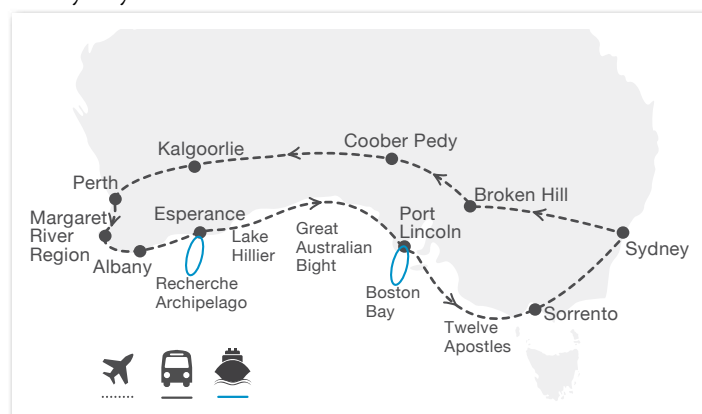 Kalgoorlie
Coober Pedy
Perth
Broken Hill
Margaret
River
Region
Esperance
Port
Lincoln
Lake
Hillier
Great
Australian
Bight
Sydney
Albany
Recherche
Archipelago
Boston
Bay
Sorrento
Twelve
Apostles